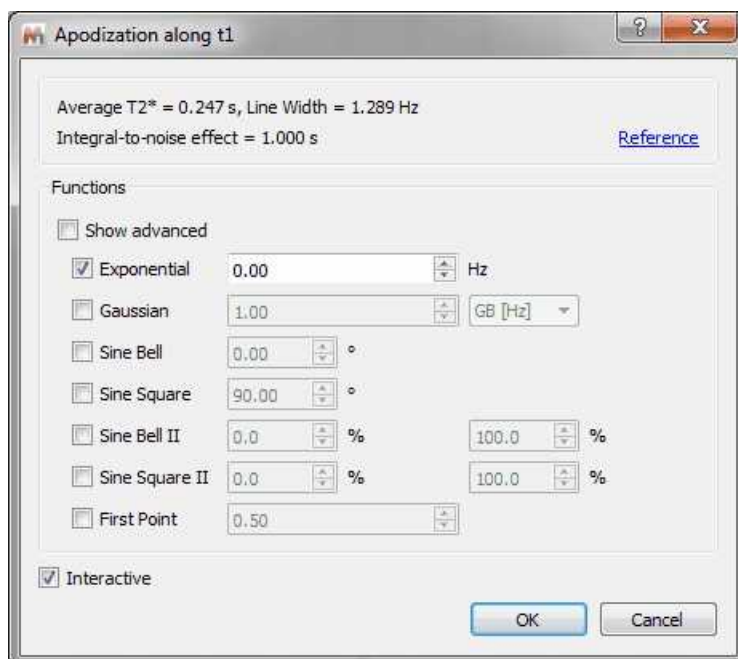 Apodization along t1
Average T2* = 0.247 s, Line Width = 1.289 Hz
Integral-to-noise effect = 1.000 s Reference
Functions
Show advanced
Exponential 0.00 Hz
Gaussian 1.00 GB [Hz]
Sine Bell 0.00 °
Sine Square 90.00 °
Sine Bell II 0.0 % 100.0 %
Sine Square II 0.0 % 100.0 %
First Point 0.50
Interactive
OK Cancel